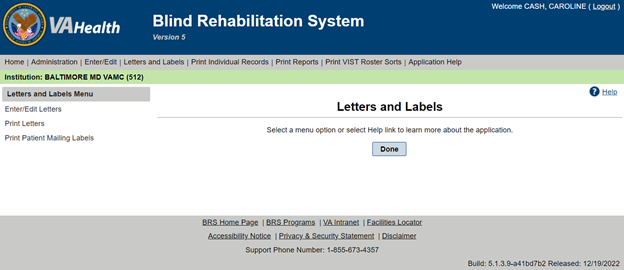 Welcome CASH, CAROLINE ( Logout )
VA Health
Blind Rehabilitation System
Version 5
Home | Administration | Enter/Edit | Letters and Labels | Print Individual Records | Print Reports | Print VIST Roster Sorts | Application Help
Institution: BALTIMORE MD VAMC (512)
Letters and Labels Menu
Enter/Edit Letters
Print Letters
Print Patient Mailing Labels
? Help
Letters and Labels
Select a menu option or select Help link to learn more about the application.
Done
BRS Home Page | BRS Programs | VA Intranet | Facilities Locator
Accessibility Notice | Privacy & Security Statement | Disclaimer
Support Phone Number: 1-855-673-4357
Build: 5.1.3.9-a41bd7b2 Released: 12/19/2022